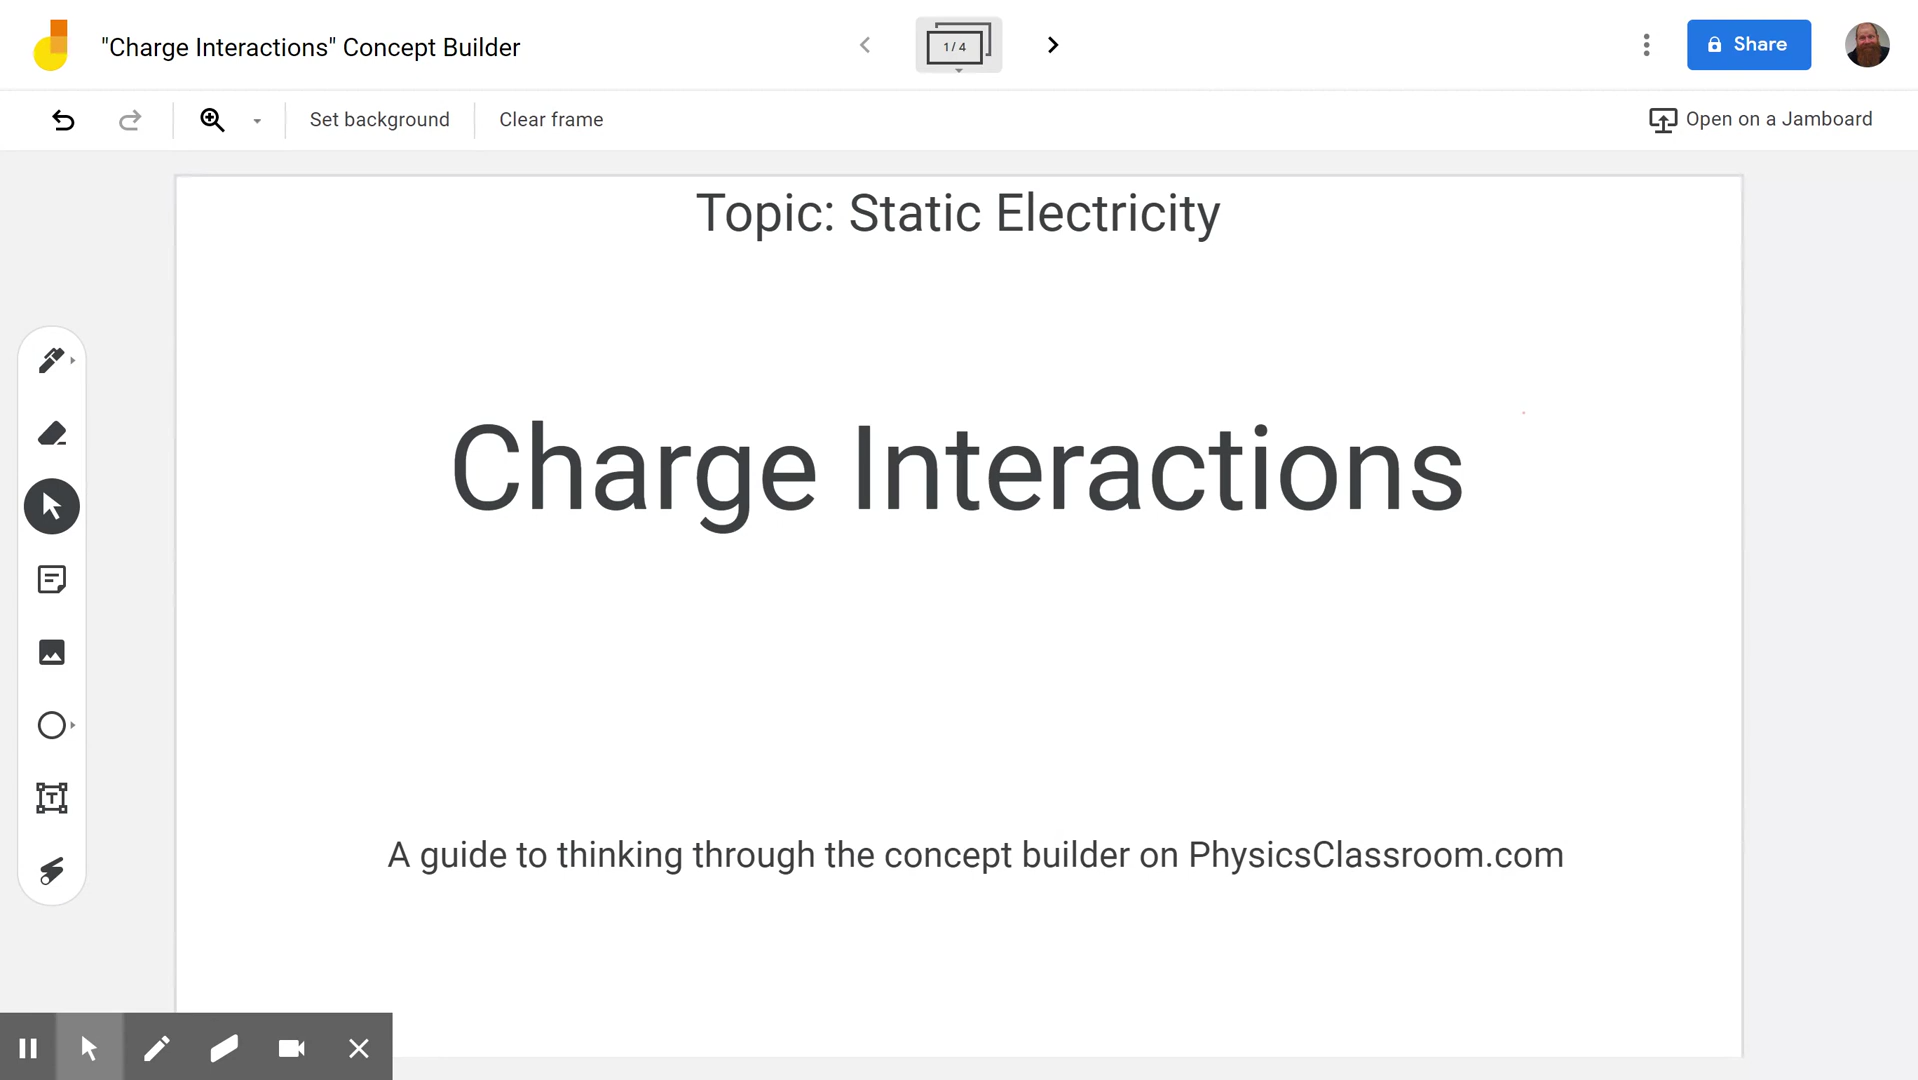 "Charge Interactions" Concept Builder
1 / 4
Share
Set background
Clear frame
Open on a Jamboard
Topic: Static Electricity
Charge Interactions
A guide to thinking through the concept builder on PhysicsClassroom.com